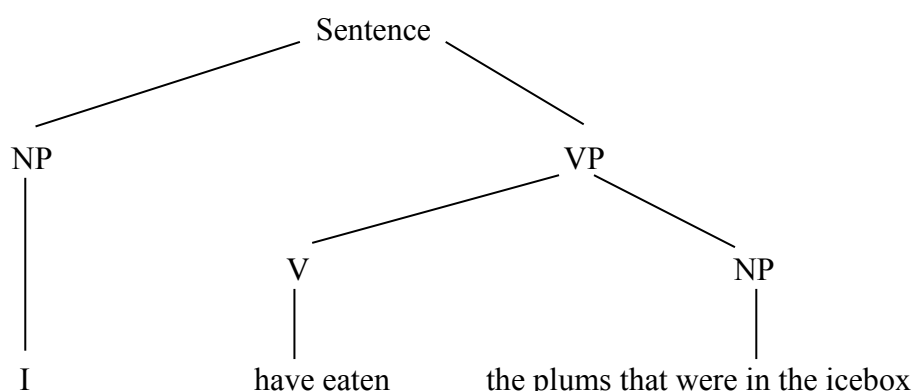 Sentence
NP VP
V NP
I have eaten the plums that were in the icebox